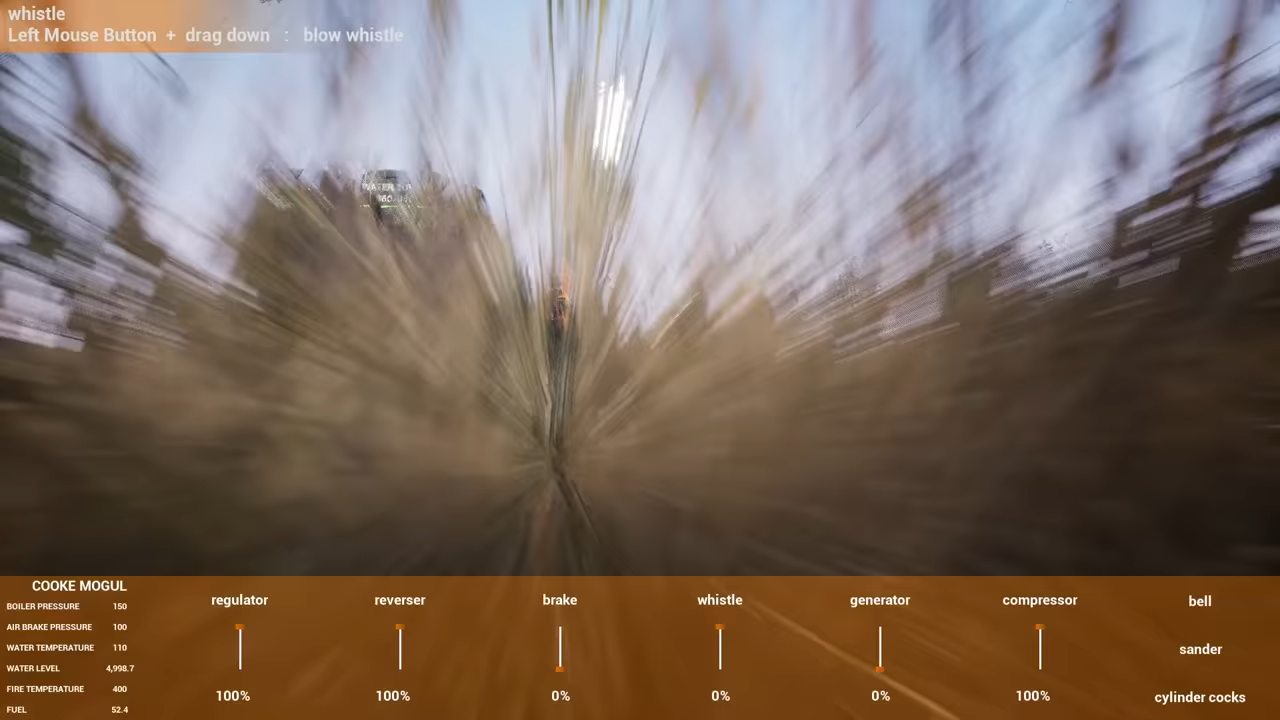 whistle
Left Mouse Button + drag down : blow whistle
WATER
COOKE MOGUL
BOILER PRESSURE 150
AIR BRAKE PRESSURE 100
WATER TEMPERATURE 110
WATER LEVEL 4,998.7
FIRE TEMPERATURE 400
FUEL 52.4
regulator
100%
reverser
100%
brake
0%
whistle
0%
generator
0%
compressor
100%
bell
sander
cylinder cocks